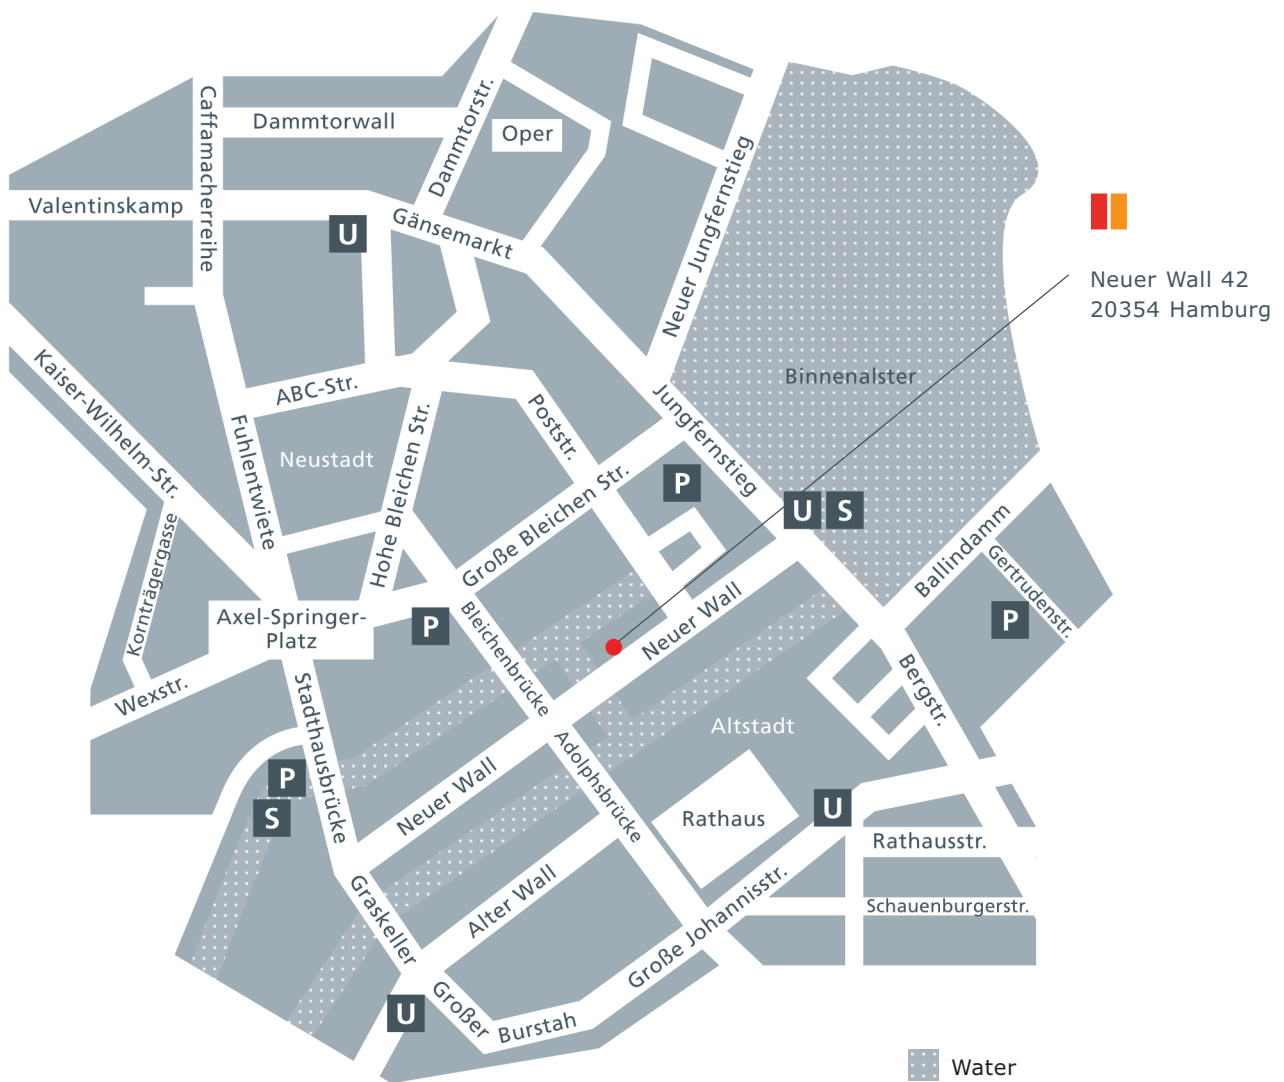 Caffamacherreihe
Dammtorwall
Dammtorstr.
Oper
Neuer Jungfernstieg
Valentinskamp
U
Gänsemarkt
Neuer Wall 42
20354 Hamburg
Kaiser-Wilhelm-Str.
ABC-Str.
Binnenalster
Fuhlentwiete
Neustadt
Hohe Bleichen Str.
Poststr.
Jungfernstieg
P
Große Bleichen Str.
U S
Kornträgergasse
Ballindamm
Gertrudenstr.
P
Axel-Springer-
Platz
P
Bleichenbrücke
Neuer Wall
Wexstr.
Bergstr.
Stadthausbrücke
Altstadt
P
S
Neuer Wall
Adolphsbrücke
Rathaus
U
Rathausstr.
Graskeller
Alter Wall
Große Johannisstr.
Schauenburgerstr.
U
Großer
Burstah
Water